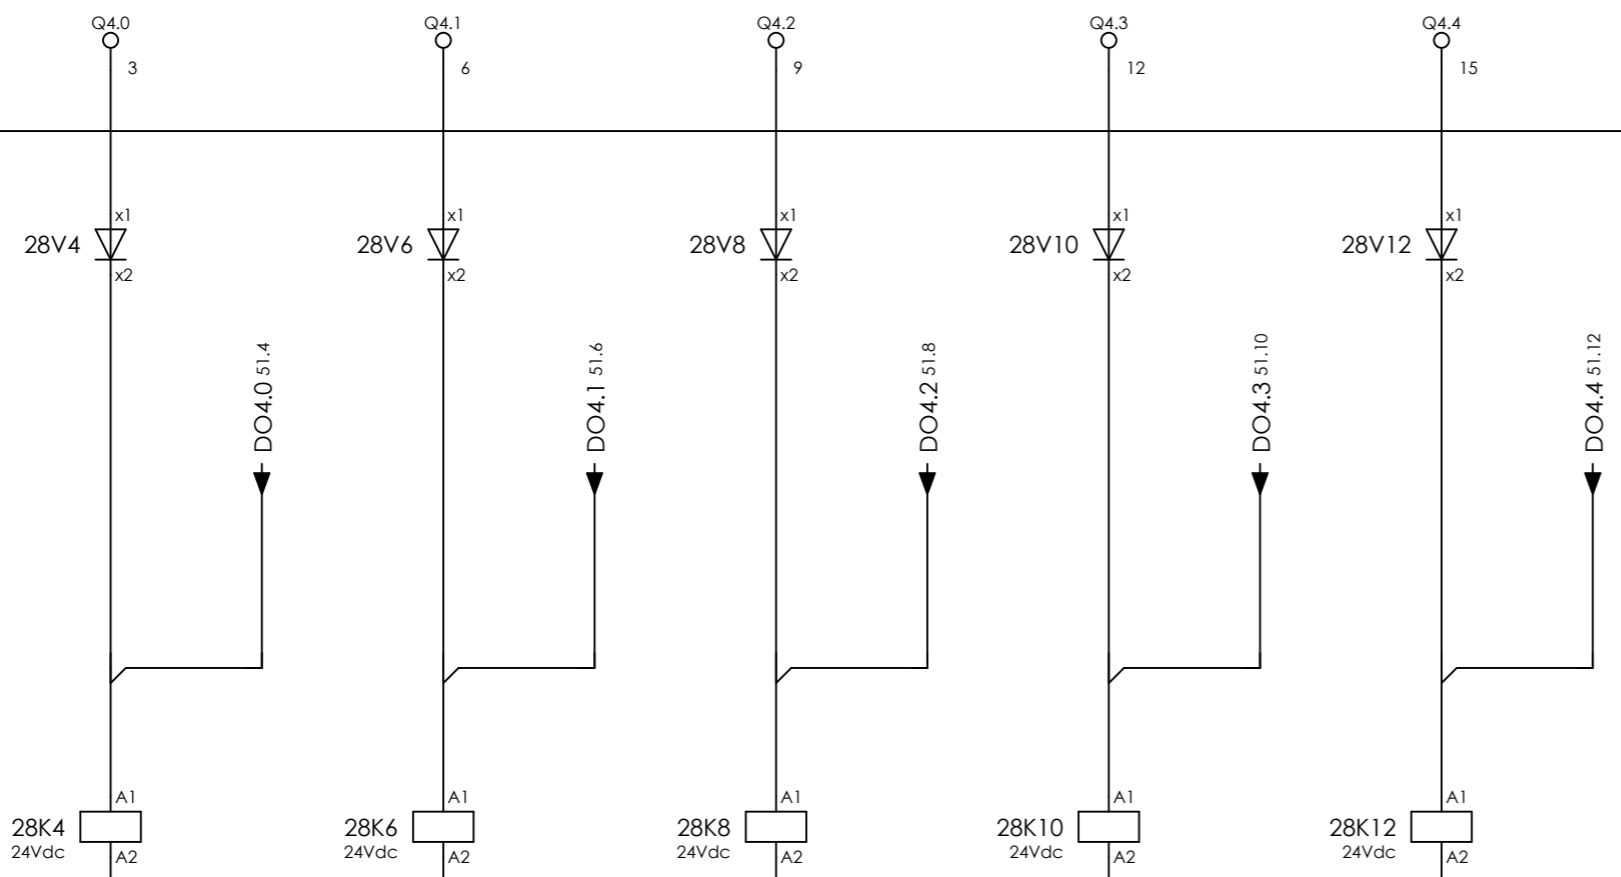 Q4.0 Q4.1 Q4.2 Q4.3 Q4.4
3 6 9 12 15
x1 x1 x1 x1 x1
28V4 28V6 28V8 28V10 28V12
x2 x2 x2 x2 x2
DO4.0 51.4
DO4.1 51.6
DO4.2 51.8
DO4.3 51.10
DO4.4 51.12
A1 A1 A1 A1 A1
28K4 28K6 28K8 28K10 28K12
24Vdc 24Vdc 24Vdc 24Vdc 24Vdc
A2 A2 A2 A2 A2